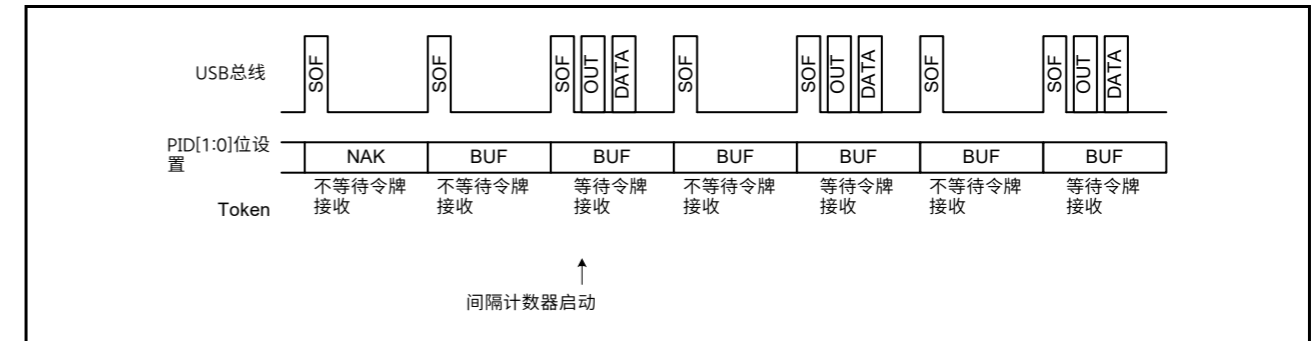 USB总线
SOF
SOF
SOF
OUT
DATA
SOF
SOF
OUT
DATA
SOF
SOF
OUT
DATA
PID[1:0]位设
置
NAK
BUF
BUF
BUF
BUF
BUF
BUF
Token
不等待令牌
接收
不等待令牌
接收
等待令牌
接收
不等待令牌
接收
等待令牌
接收
不等待令牌
接收
等待令牌
接收
间隔计数器启动